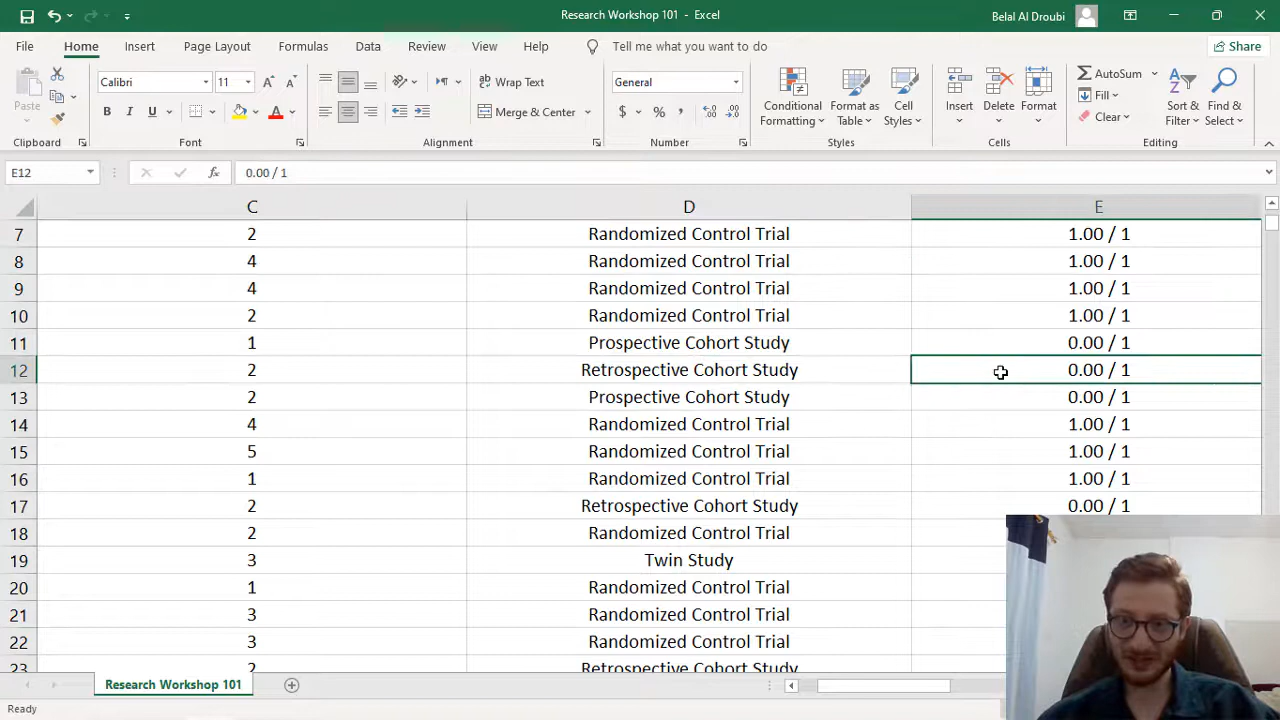 Research Workshop 101 - Excel
Belal Al Droubi
File Home Insert Page Layout Formulas Data Review View Help Tell me what you want to do Share
Paste
Calibri 11
B I U A
Wrap Text
Merge & Center
General
$ % ,
Conditional Formatting
Format as Table
Cell Styles
Insert Delete Format
AutoSum
Fill
Clear
Sort & Filter
Find & Select
Clipboard Font Alignment Number Styles Cells Editing
E12 fx 0.00 / 1
C D E
7 2 Randomized Control Trial 1.00 / 1
8 4 Randomized Control Trial 1.00 / 1
9 4 Randomized Control Trial 1.00 / 1
10 2 Randomized Control Trial 1.00 / 1
11 1 Prospective Cohort Study 0.00 / 1
12 2 Retrospective Cohort Study 0.00 / 1
13 2 Prospective Cohort Study 0.00 / 1
14 4 Randomized Control Trial 1.00 / 1
15 5 Randomized Control Trial 1.00 / 1
16 1 Randomized Control Trial 1.00 / 1
17 2 Retrospective Cohort Study 0.00 / 1
18 2 Randomized Control Trial
19 3 Twin Study
20 1 Randomized Control Trial
21 3 Randomized Control Trial
22 3 Randomized Control Trial
23 2 Retrospective Cohort Study
Research Workshop 101
Ready